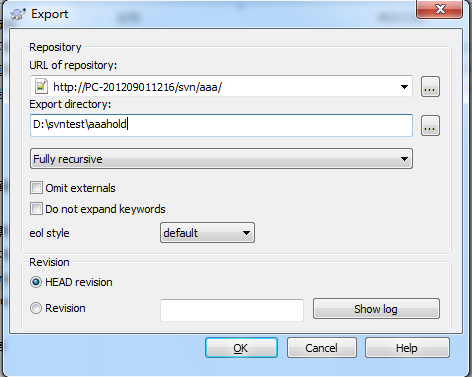 Export
Repository
URL of repository:
http://PC-201209011216/svn/aaa/
...
Export directory:
D:\svntest\aaahold
...
Fully recursive
Omit externals
Do not expand keywords
eol style
default
Revision
HEAD revision
Revision
Show log
OK
Cancel
Help